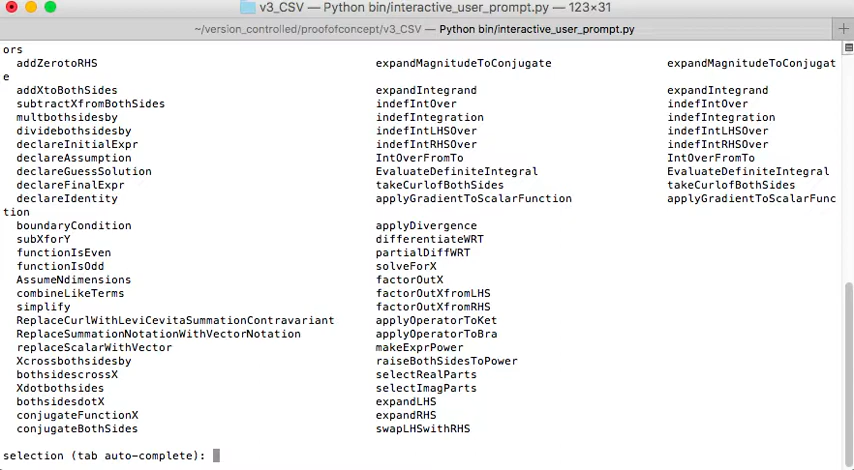 v3_CSV — Python bin/interactive_user_prompt.py — 123×31
~/version_controlled/proofofconcept/v3_CSV — Python bin/interactive_user_prompt.py
ors
addZerotoRHS expandMagnitudeToConjugate expandMagnitudeToConjugat
e
addXtoBothSides expandIntegrand expandIntegrand
subtractXfromBothSides indefIntOver indefIntOver
multbothsidesby indefIntegration indefIntegration
dividebothsidesby indefIntLHSOver indefIntLHSOver
declareInitialExpr indefIntRHSOver indefIntRHSOver
declareAssumption IntOverFromTo IntOverFromTo
declareGuessSolution EvaluateDefiniteIntegral EvaluateDefiniteIntegral
declareFinalExpr takeCurlofBothSides takeCurlofBothSides
declareIdentity applyGradientToScalarFunction applyGradientToScalarFunc
tion
boundaryCondition applyDivergence
subXforY differentiateWRT
functionIsEven partialDiffWRT
functionIsOdd solveForX
AssumeNdimensions factorOutX
combineLikeTerms factorOutXfromLHS
simplify factorOutXfromRHS
ReplaceCurlWithLeviCevitaSummationContravariant applyOperatorToKet
ReplaceSummationNotationWithVectorNotation applyOperatorToBra
replaceScalarWithVector makeExprPower
Xcrossbothsidesby raiseBothSidesToPower
bothsidescrossX selectRealParts
Xdotbothsides selectImagParts
bothsidesdotX expandLHS
conjugateFunctionX expandRHS
conjugateBothSides swapLHSwithRHS
selection (tab auto-complete):